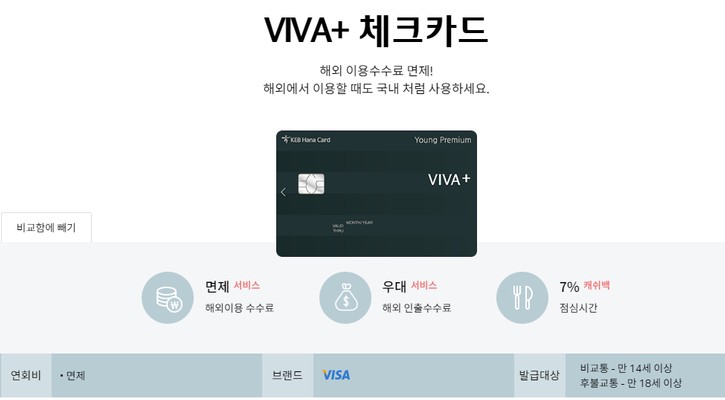 VIVA+ 체크카드
해외 이용수수료 면제!
해외에서 이용할 때도 국내 처럼 사용하세요.
KEB Hana Card
Young Premium
VIVA+
MONTH/YEAR
VALID
THRU
비교함에 빼기
면제 서비스
해외이용 수수료
우대 서비스
해외 인출수수료
7% 캐쉬백
점심시간
연회비
• 면제
브랜드
VISA
발급대상
비교통 - 만 14세 이상
후불교통 - 만 18세 이상